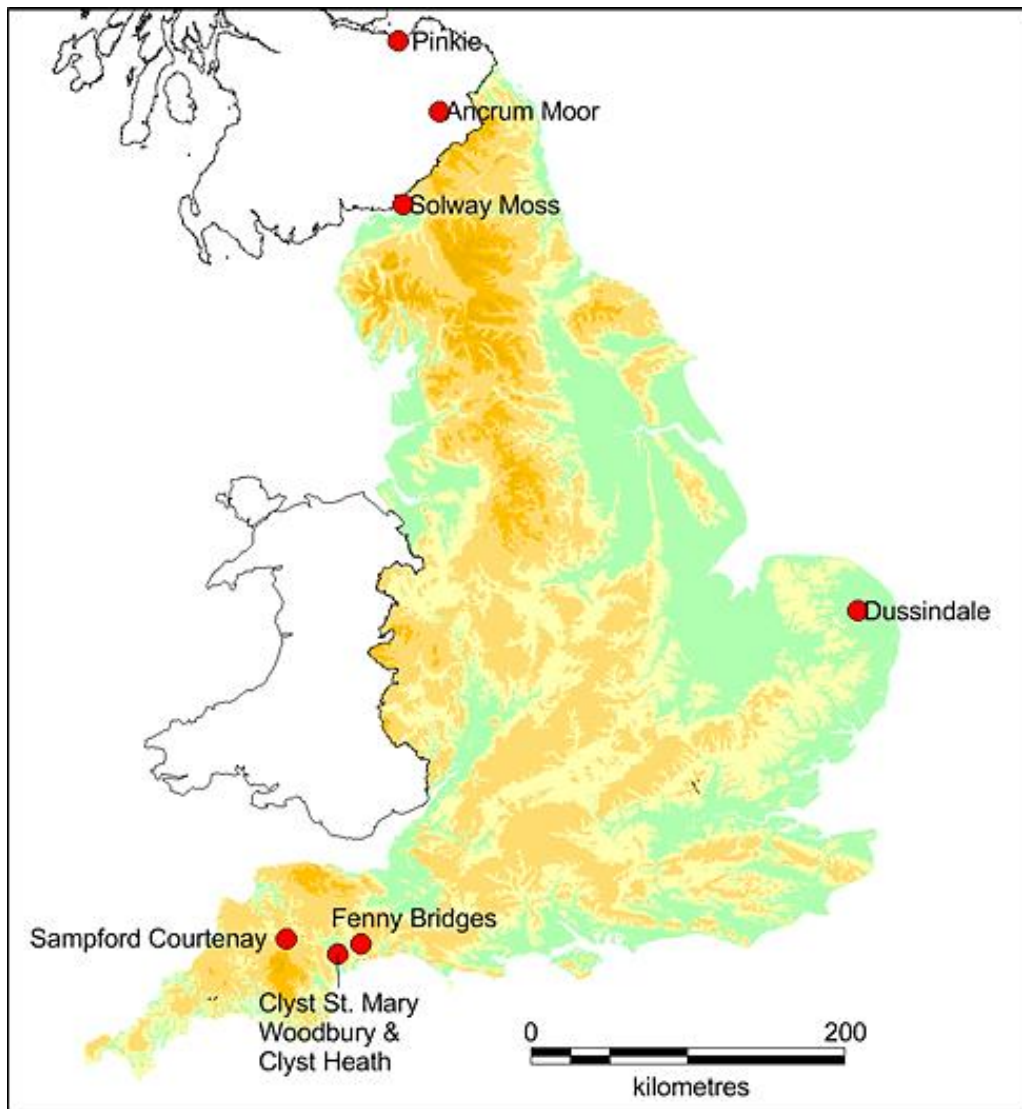 Pinkie
Ancrum Moor
Solway Moss
Dussindale
Fenny Bridges
Sampford Courtenay
Clyst St. Mary
Woodbury &
Clyst Heath
0 200
kilometres